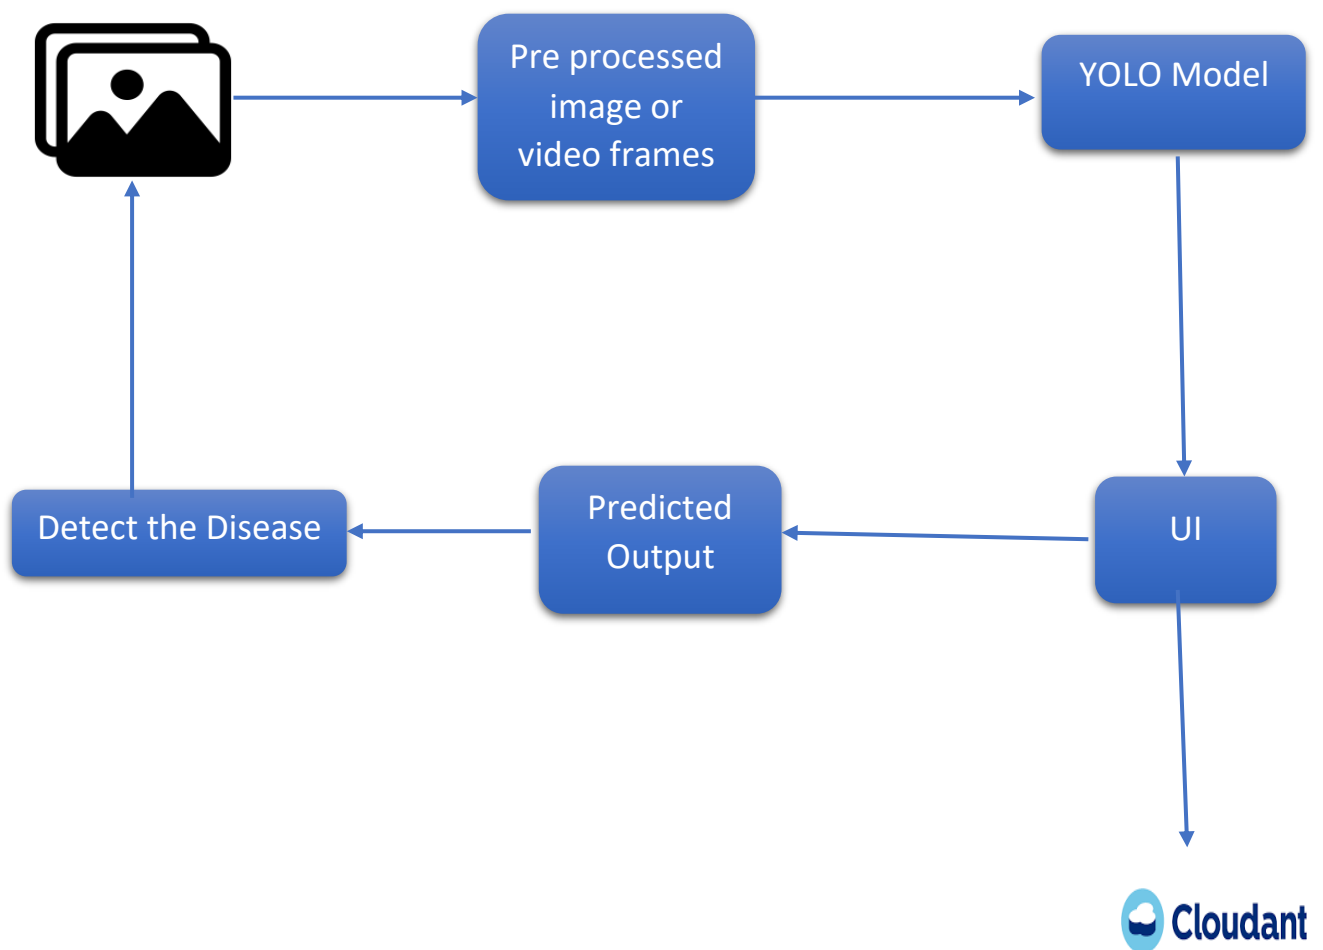 Pre processed
image or
video frames
YOLO Model
Detect the Disease
Predicted
Output
UI
Cloudant